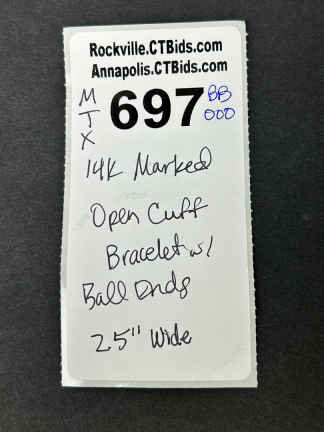 Rockville.CTBids.com
Annapolis.CTBids.com
MTX 697 BB 000
14K Marked
Open Cuff
Bracelet w/
Ball Ends
2.5" Wide